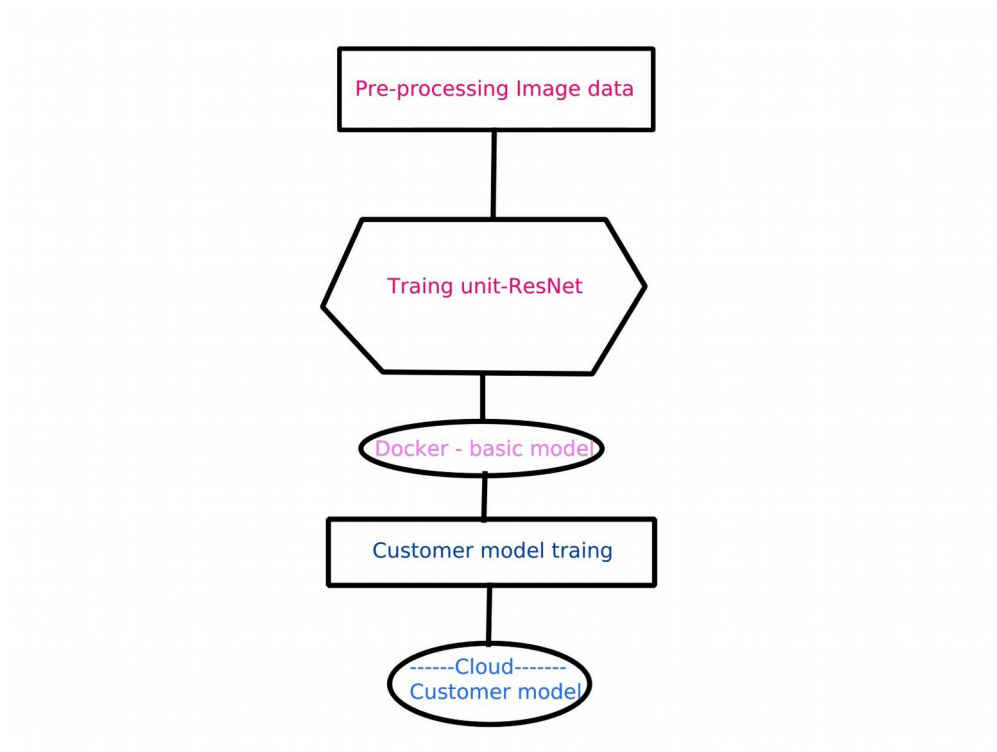 Pre-processing Image data
Traing unit-ResNet
Docker - basic model
Customer model traing
------Cloud-------
Customer model